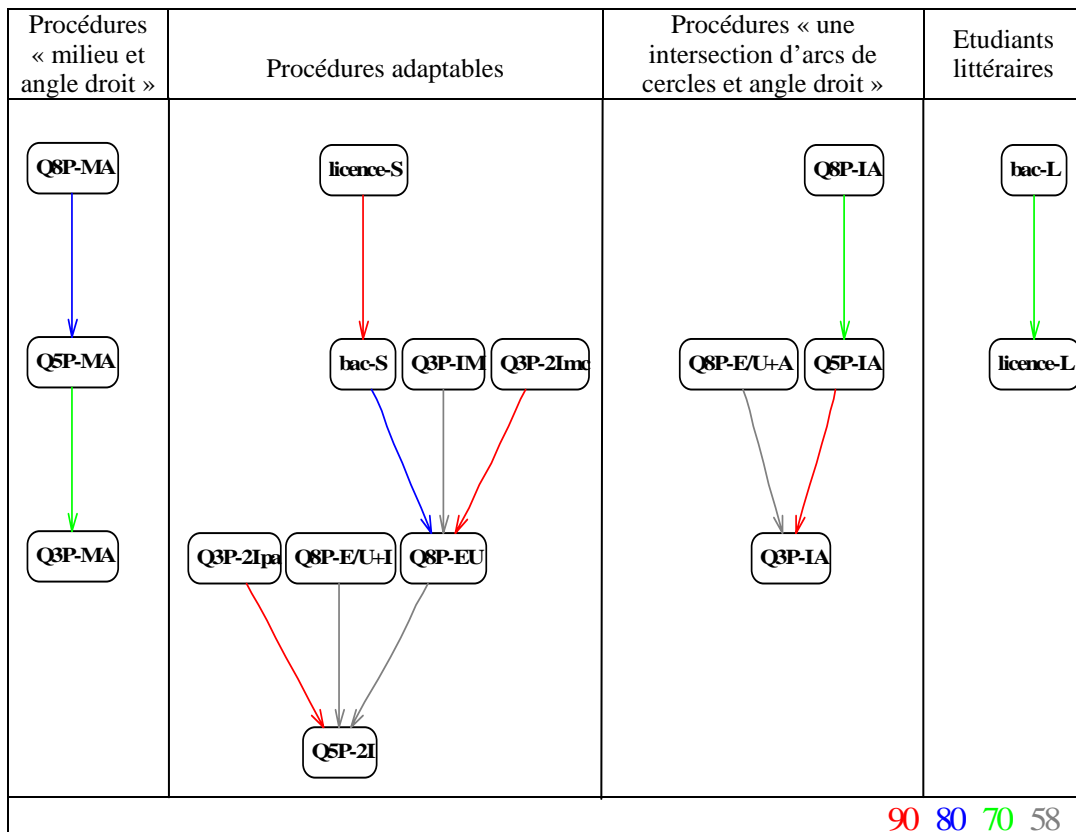 Procédures
« milieu et
angle droit »
Procédures adaptables
Procédures « une
intersection d’arcs de
cercles et angle droit »
Etudiants
littéraires
Q8P-MA
licence-S
Q8P-IA
bac-L
Q5P-MA
bac-S
Q3P-IM
Q3P-2Imc
Q8P-E/U+A
Q5P-IA
licence-L
Q3P-MA
Q3P-2Ipa
Q8P-E/U+I
Q8P-EU
Q3P-IA
Q5P-2I
90 80 70 58